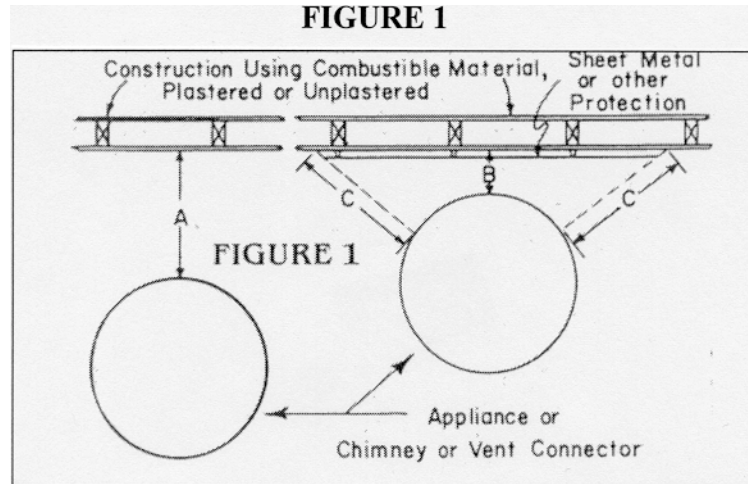 FIGURE 1
Construction Using Combustible Material,
Plastered or Unplastered
Sheet Metal
or other
Protection
A
B
C
C
FIGURE 1
Appliance or
Chimney or Vent Connector